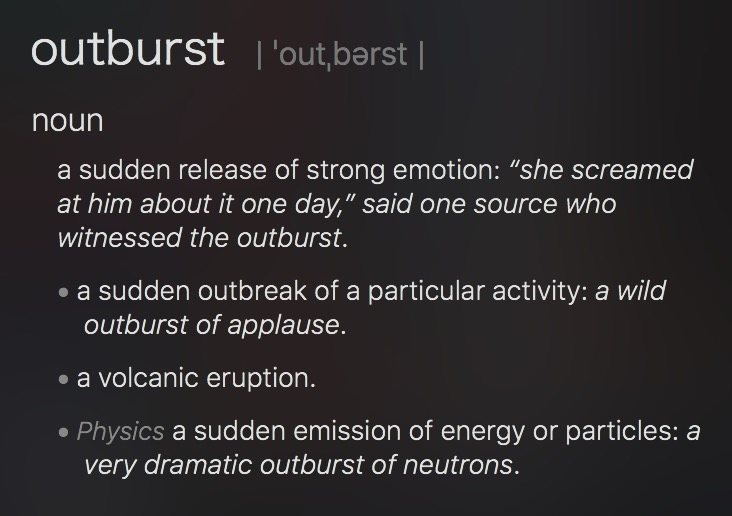 outburst | ˈoutˌbərst |
noun
a sudden release of strong emotion: “she screamed
at him about it one day,” said one source who
witnessed the outburst.
• a sudden outbreak of a particular activity: a wild
outburst of applause.
• a volcanic eruption.
• Physics a sudden emission of energy or particles: a
very dramatic outburst of neutrons.